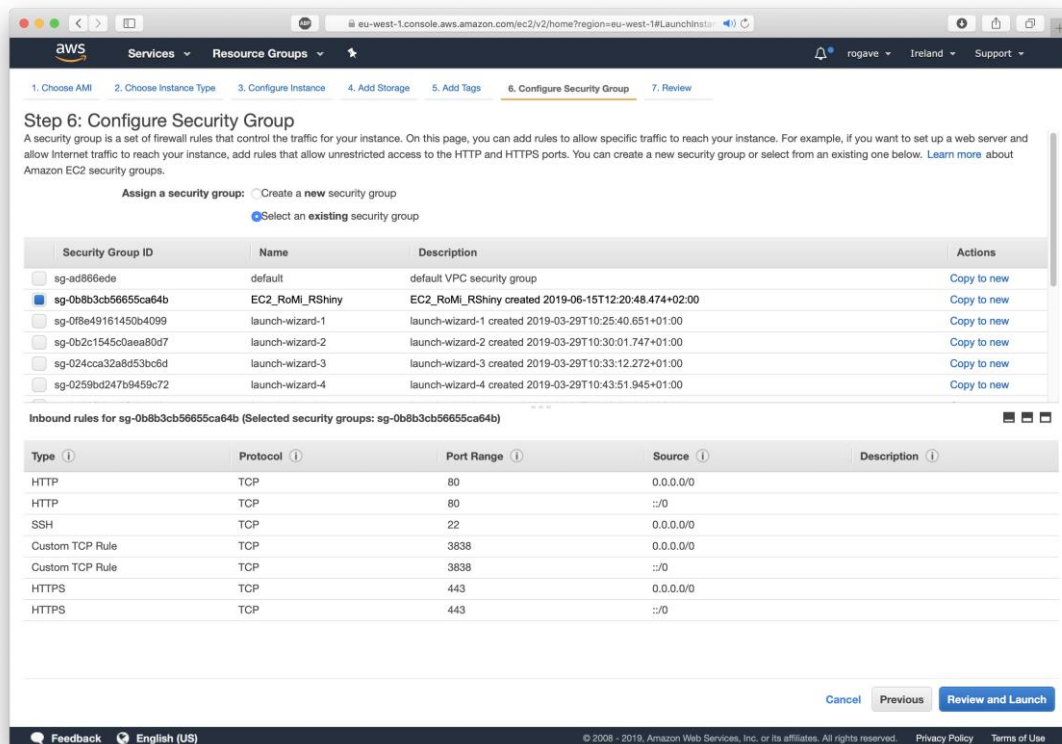 ABP
eu-west-1.console.aws.amazon.com/ec2/v2/home?region=eu-west-1#LaunchInsta
aws Services Resource Groups rogave Ireland Support
1. Choose AMI 2. Choose Instance Type 3. Configure Instance 4. Add Storage 5. Add Tags 6. Configure Security Group 7. Review
Step 6: Configure Security Group
A security group is a set of firewall rules that control the traffic for your instance. On this page, you can add rules to allow specific traffic to reach your instance. For example, if you want to set up a web server and
allow Internet traffic to reach your instance, add rules that allow unrestricted access to the HTTP and HTTPS ports. You can create a new security group or select from an existing one below. Learn more about
Amazon EC2 security groups.
Assign a security group: Create a new security group
Select an existing security group
Security Group ID Name Description Actions
sg-ad866ede default default VPC security group Copy to new
sg-0b8b3cb56655ca64b EC2_RoMi_RShiny EC2_RoMi_RShiny created 2019-06-15T12:20:48.474+02:00 Copy to new
sg-0f8e49161450b4099 launch-wizard-1 launch-wizard-1 created 2019-03-29T10:25:40.651+01:00 Copy to new
sg-0b2c1545c0aea80d7 launch-wizard-2 launch-wizard-2 created 2019-03-29T10:30:01.747+01:00 Copy to new
sg-024cca32a8d53bc6d launch-wizard-3 launch-wizard-3 created 2019-03-29T10:33:12.272+01:00 Copy to new
sg-0259bd247b9459c72 launch-wizard-4 launch-wizard-4 created 2019-03-29T10:43:51.945+01:00 Copy to new
Inbound rules for sg-0b8b3cb56655ca64b (Selected security groups: sg-0b8b3cb56655ca64b)
Type Protocol Port Range Source Description
HTTP TCP 80 0.0.0.0/0
HTTP TCP 80 ::/0
SSH TCP 22 0.0.0.0/0
Custom TCP Rule TCP 3838 0.0.0.0/0
Custom TCP Rule TCP 3838 ::/0
HTTPS TCP 443 0.0.0.0/0
HTTPS TCP 443 ::/0
Cancel Previous Review and Launch
Feedback English (US) © 2008 - 2019, Amazon Web Services, Inc. or its affiliates. All rights reserved. Privacy Policy Terms of Use